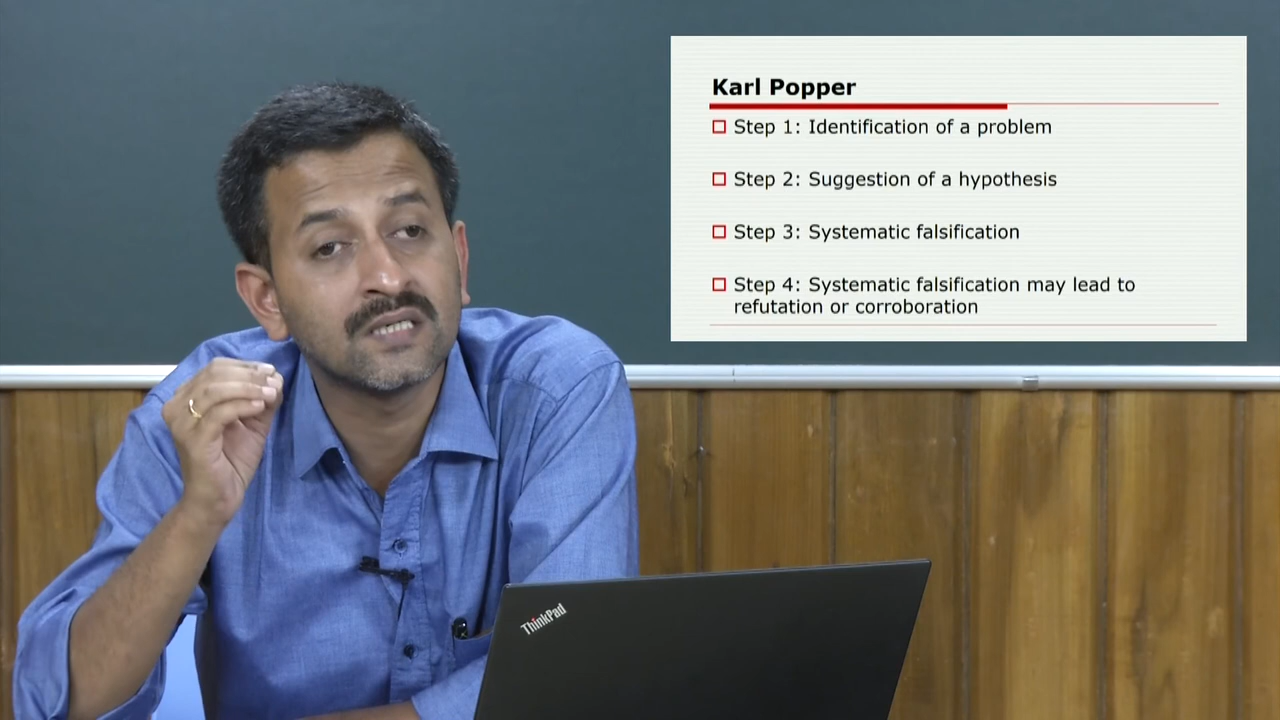 Karl Popper
Step 1: Identification of a problem
Step 2: Suggestion of a hypothesis
Step 3: Systematic falsification
Step 4: Systematic falsification may lead to
refutation or corroboration
ThinkPad